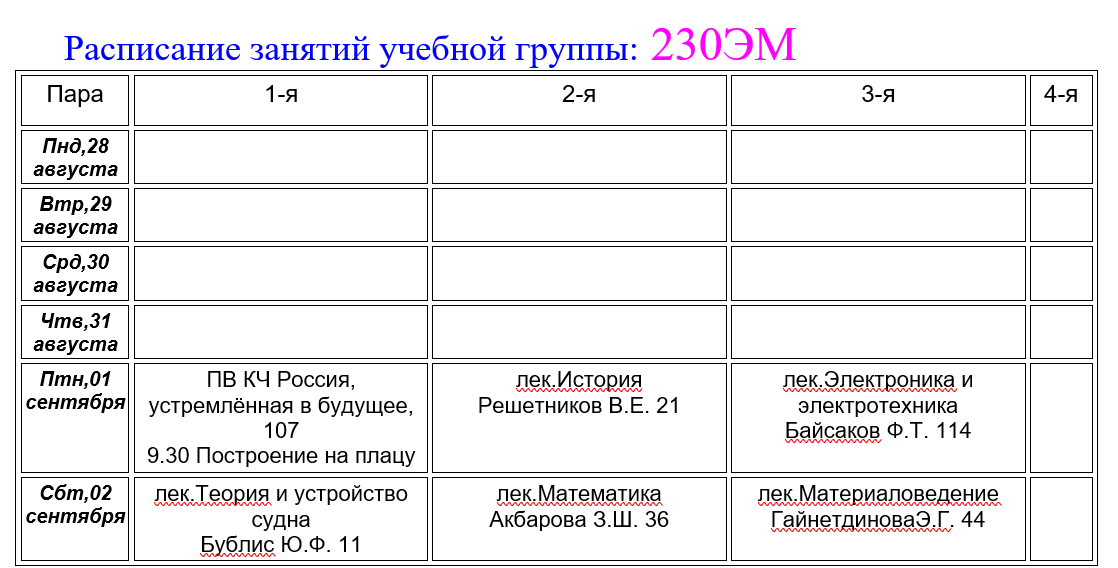 Расписание занятий учебной группы: 230ЭМ
Пара 1-я 2-я 3-я 4-я
Пнд,28
августа
Втр,29
августа
Срд,30
августа
Чтв,31
августа
Птн,01
сентября
ПВ КЧ Россия,
устремлённая в будущее,
107
9.30 Построение на плацу
лек.История
Решетников В.Е. 21
лек.Электроника и
электротехника
Байсаков Ф.Т. 114
Сбт,02
сентября
лек.Теория и устройство
судна
Бублис Ю.Ф. 11
лек.Математика
Акбарова З.Ш. 36
лек.Материаловедение
ГайнетдиноваЭ.Г. 44